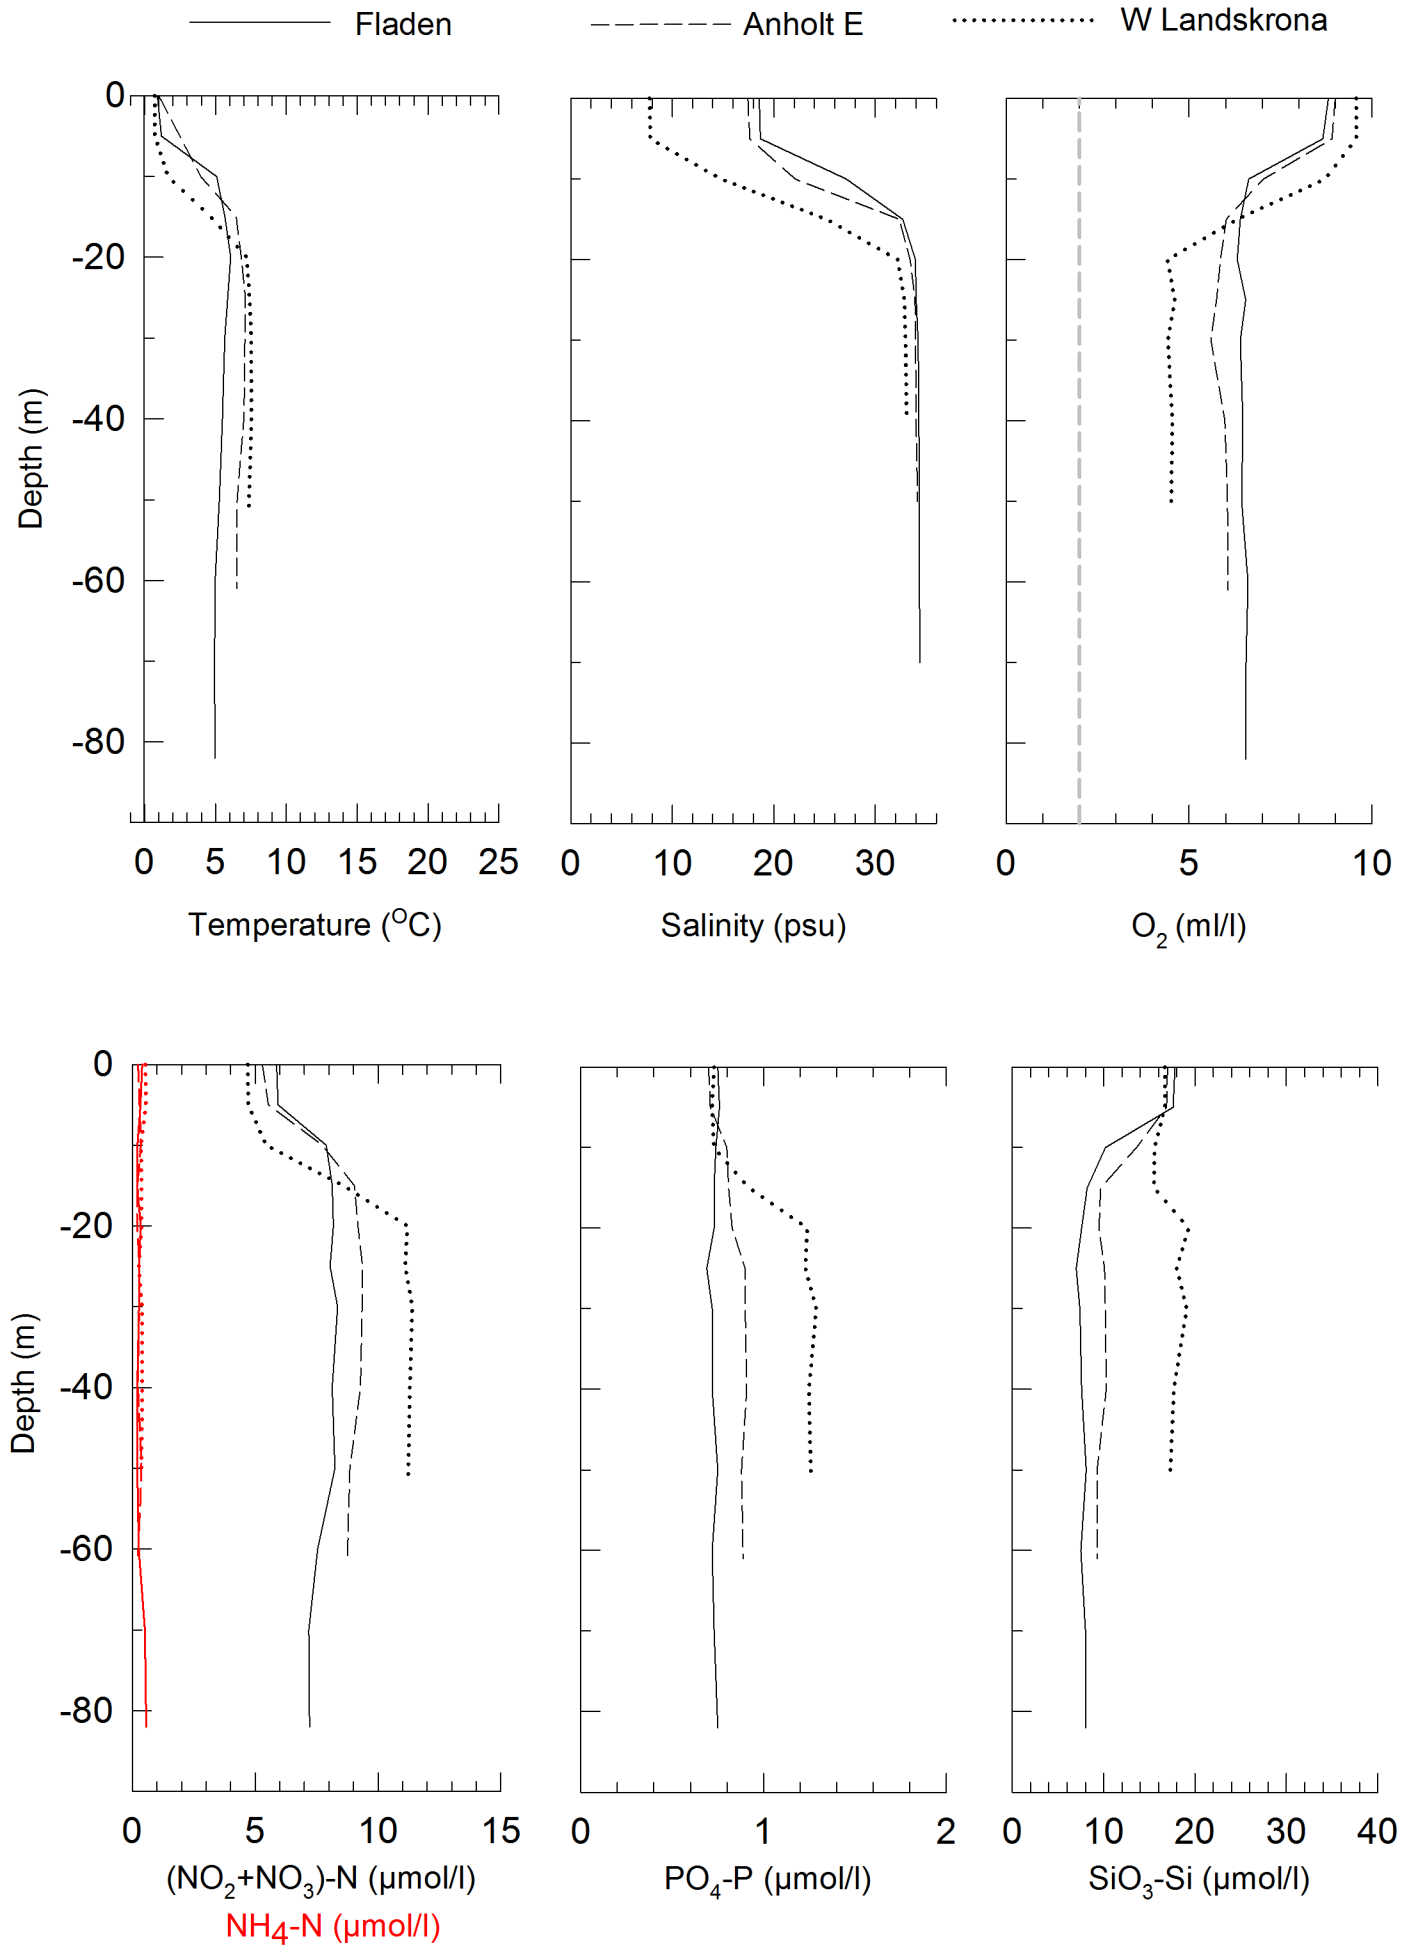 Fladen Anholt E W Landskrona
0
-20
-40
-60
-80
Depth (m)
0 5 10 15 20 25 0 10 20 30 0 5 10
Temperature (°C) Salinity (psu) O₂ (ml/l)
0
-20
-40
-60
-80
Depth (m)
0 5 10 15 0 1 2 0 10 20 30 40
(NO₂+NO₃)-N (µmol/l) PO₄-P (µmol/l) SiO₃-Si (µmol/l)
NH4-N (µmol/l)